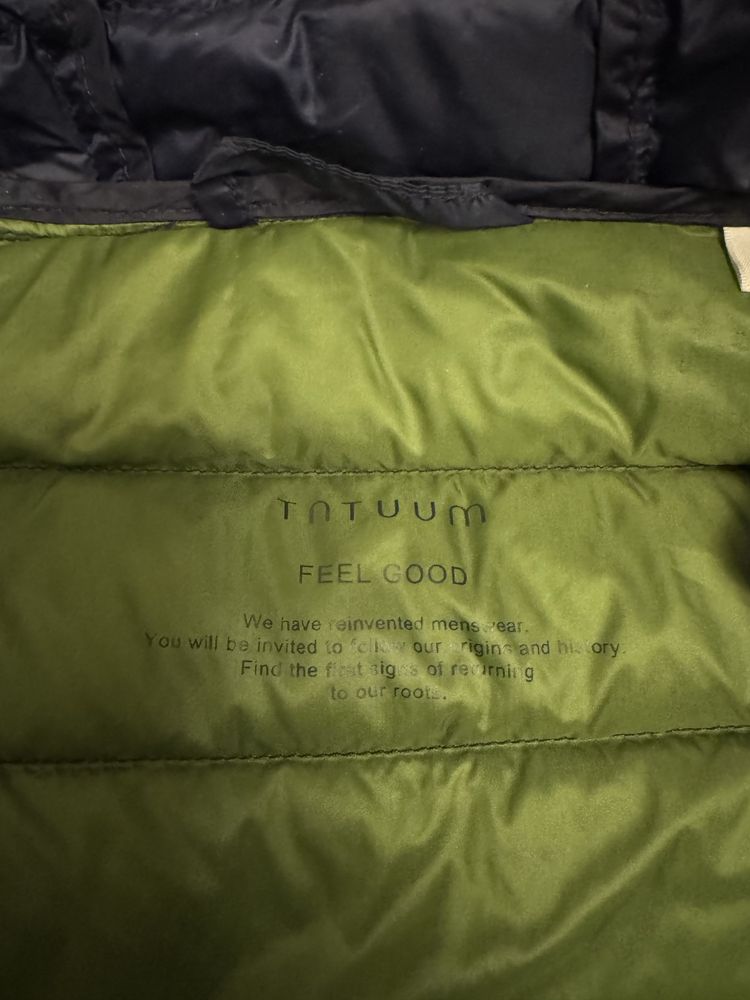 TATUUM
FEEL GOOD
We have reinvented menswear.
You will be invited to follow our origins and history.
Find the first signs of returning
to our roots.